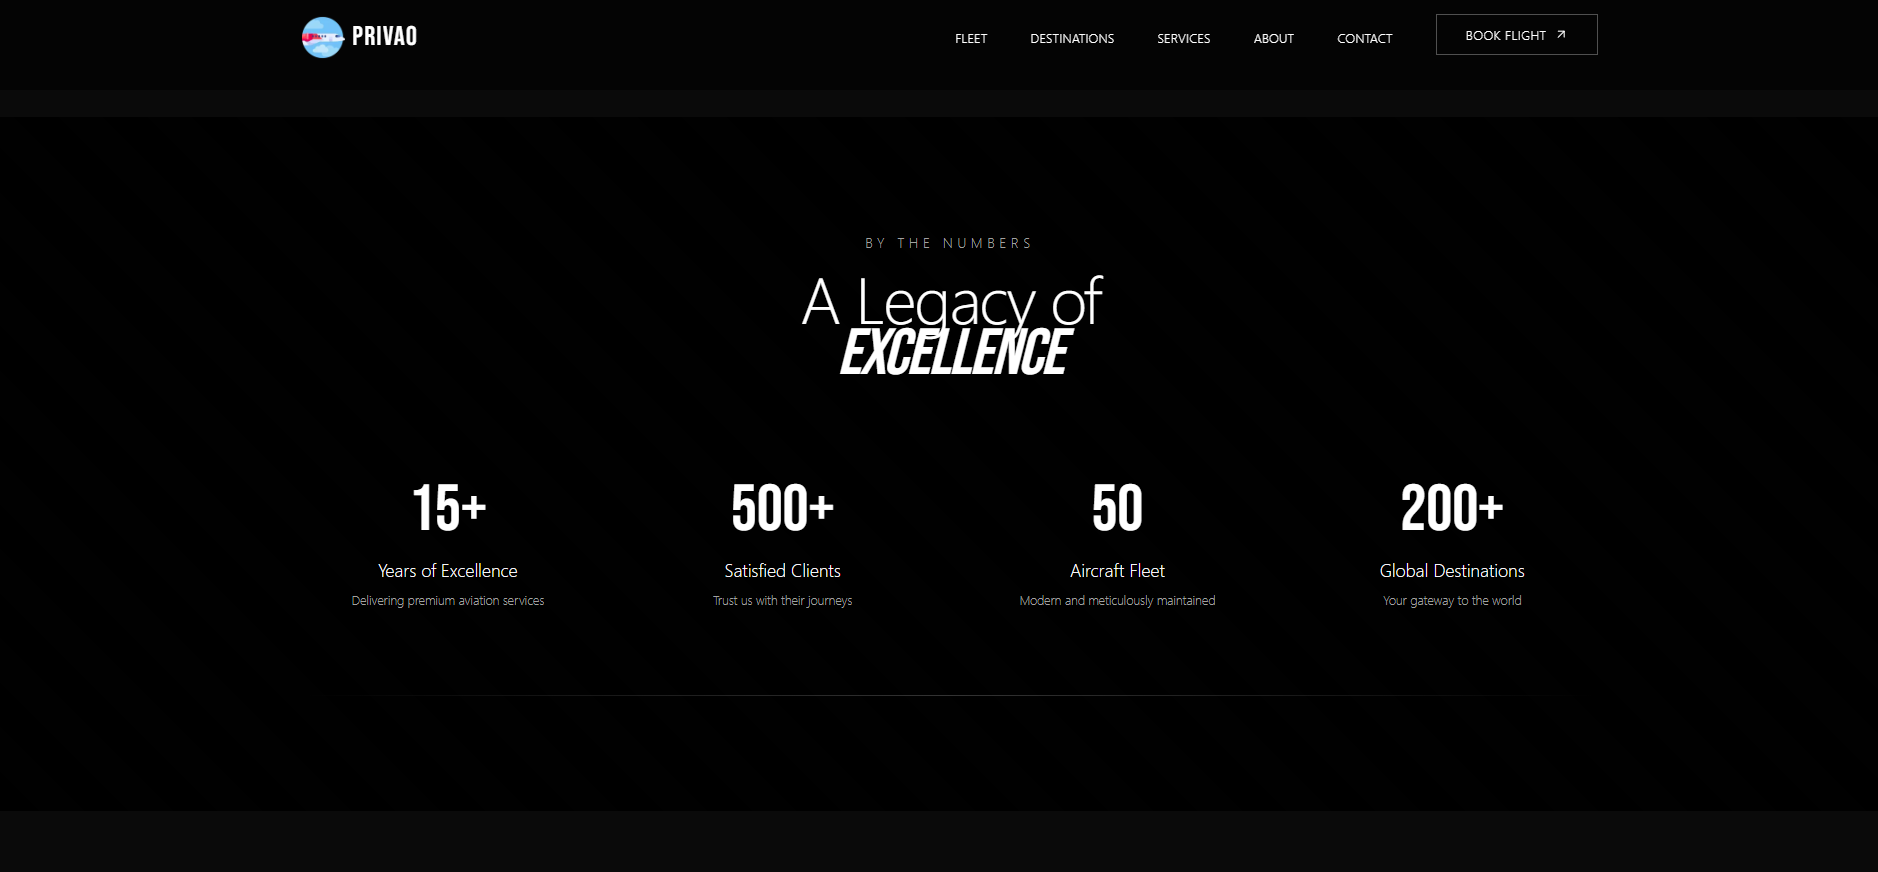 PRIVAO
FLEET
DESTINATIONS
SERVICES
ABOUT
CONTACT
BOOK FLIGHT
BY THE NUMBERS
A Legacy of
EXCELLENCE
15+
Years of Excellence
Delivering premium aviation services
500+
Satisfied Clients
Trust us with their journeys
50
Aircraft Fleet
Modern and meticulously maintained
200+
Global Destinations
Your gateway to the world